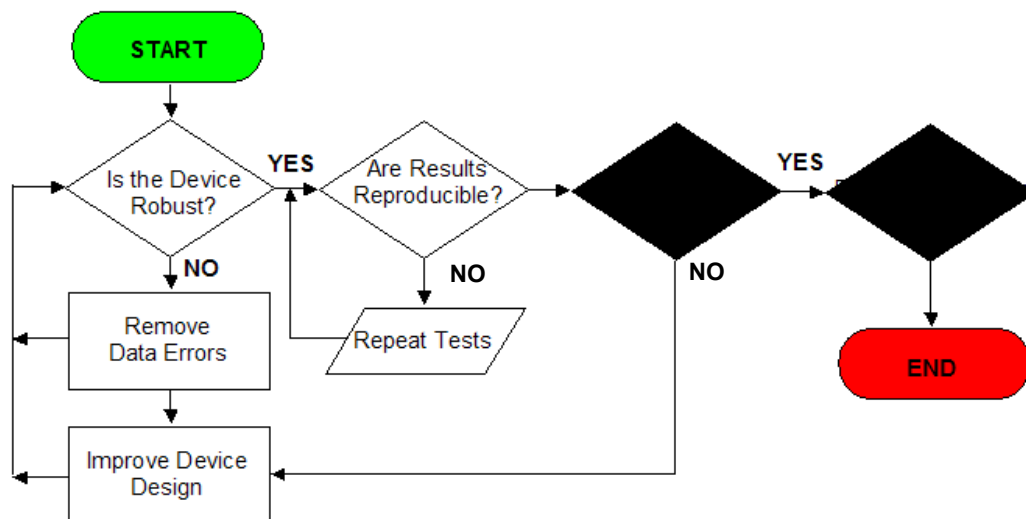 START
Is the Device
Robust?
YES
Are Results
Reproducible?
YES
NO
NO
NO
Remove
Data Errors
Repeat Tests
END
Improve Device
Design